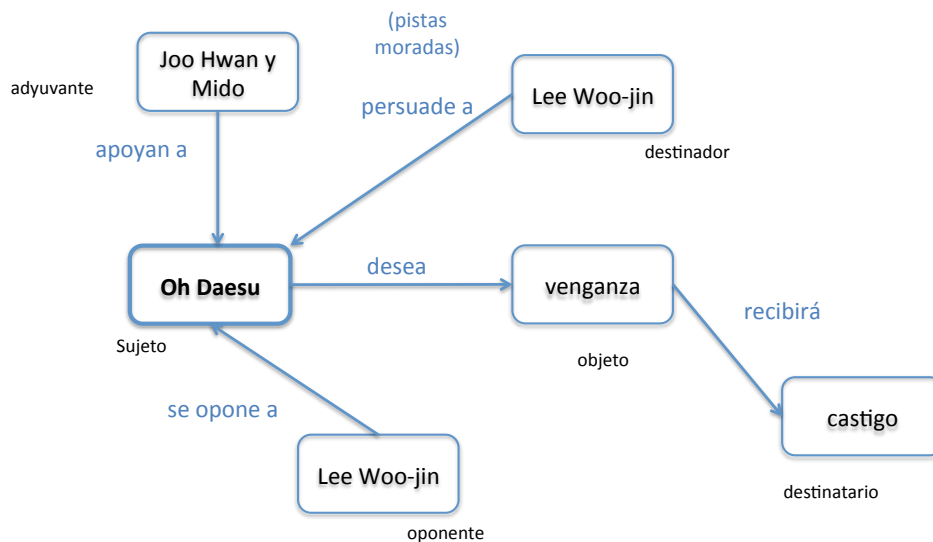 (pistas
moradas)
Joo Hwan y
Mido
adyuvante
Lee Woo-jin
persuade a
apoyan a
destinador
Oh Daesu
desea
venganza
recibirá
Sujeto
objeto
se opone a
castigo
Lee Woo-jin
destinatario
oponente